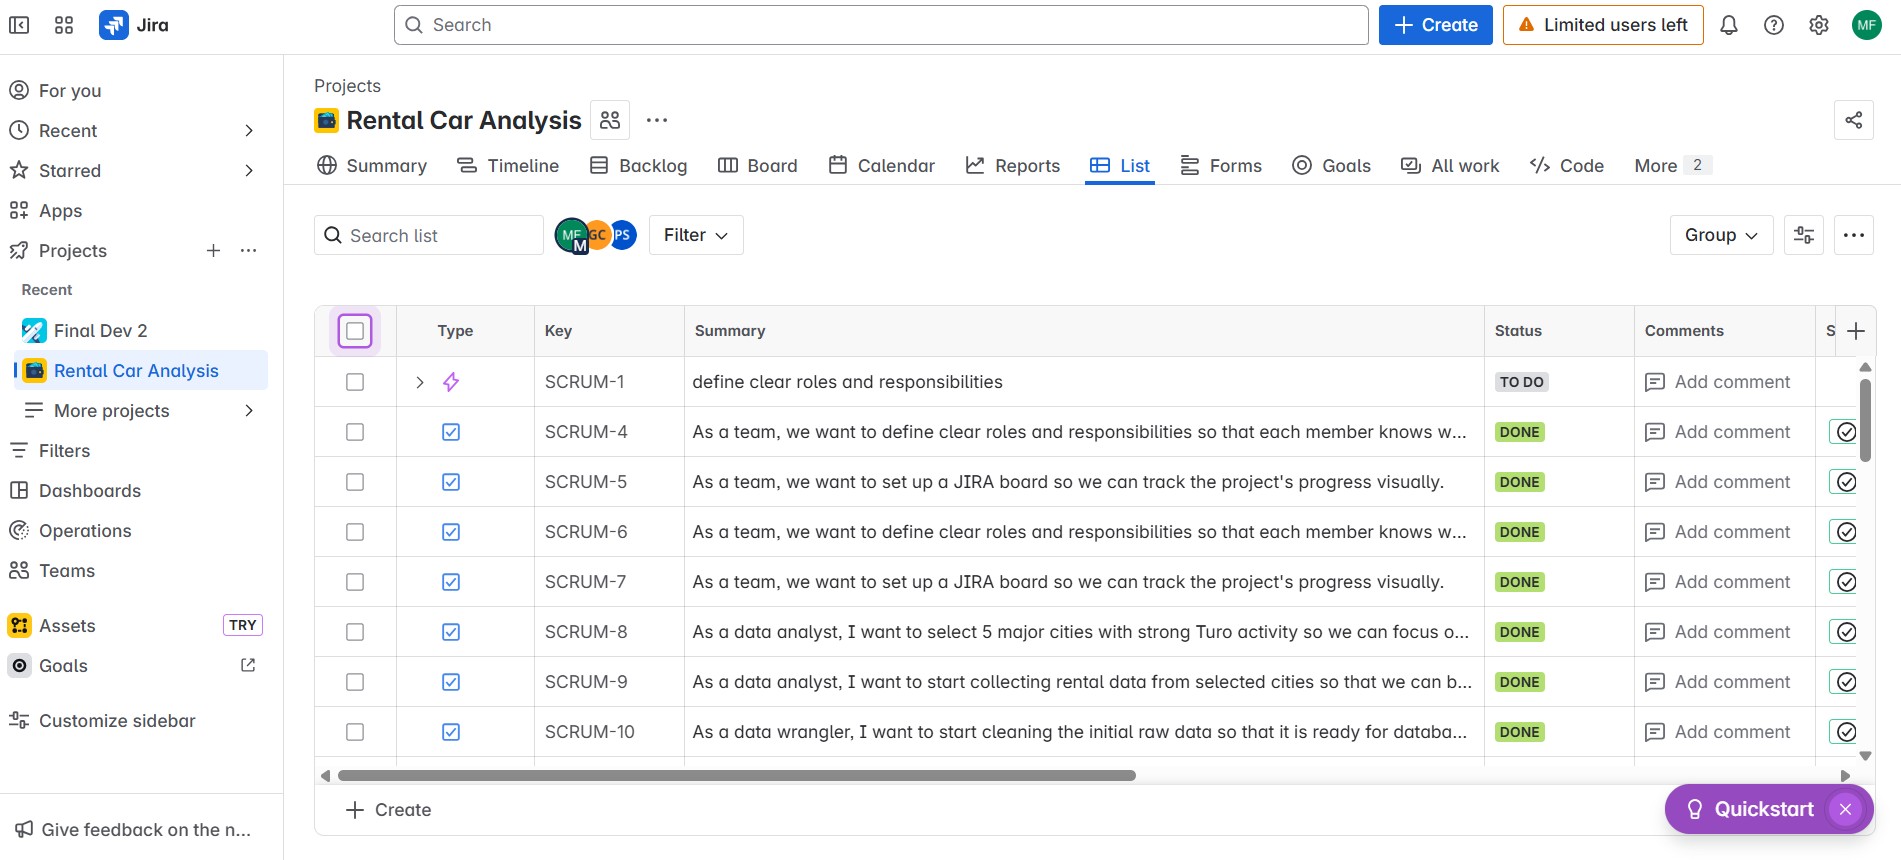 Jira
Search
Create
Limited users left
MF
For you
Recent
Starred
Apps
Projects
Recent
Final Dev 2
Rental Car Analysis
More projects
Filters
Dashboards
Operations
Teams
Assets
TRY
Goals
Customize sidebar
Give feedback on the n...
Projects
Rental Car Analysis
Summary Timeline Backlog Board Calendar Reports List Forms Goals All work Code More 2
Search list
MF M GC PS
Filter
Group
Type Key Summary Status Comments S
SCRUM-1 define clear roles and responsibilities TO DO Add comment
SCRUM-4 As a team, we want to define clear roles and responsibilities so that each member knows w... DONE Add comment
SCRUM-5 As a team, we want to set up a JIRA board so we can track the project's progress visually. DONE Add comment
SCRUM-6 As a team, we want to define clear roles and responsibilities so that each member knows w... DONE Add comment
SCRUM-7 As a team, we want to set up a JIRA board so we can track the project's progress visually. DONE Add comment
SCRUM-8 As a data analyst, I want to select 5 major cities with strong Turo activity so we can focus o... DONE Add comment
SCRUM-9 As a data analyst, I want to start collecting rental data from selected cities so that we can b... DONE Add comment
SCRUM-10 As a data wrangler, I want to start cleaning the initial raw data so that it is ready for databa... DONE Add comment
Create
Quickstart